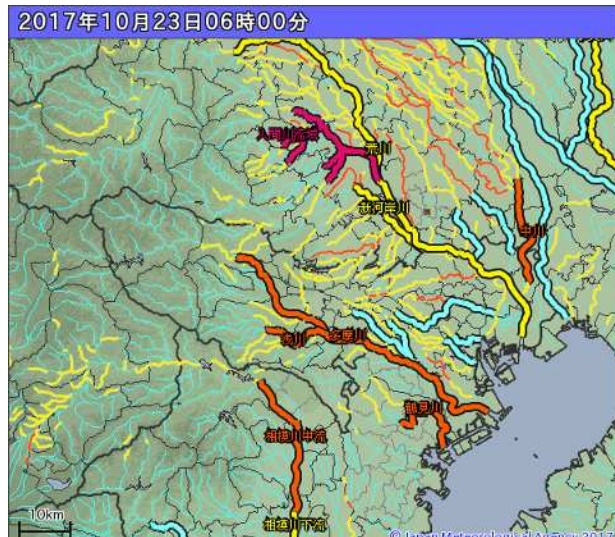 2017年10月23日06時00分
入間川流域
荒川
新河岸川
中川
浅川
多摩川
鶴見川
相模川中流
相模川下流
10km
© Japan Meteorological Agency 2017